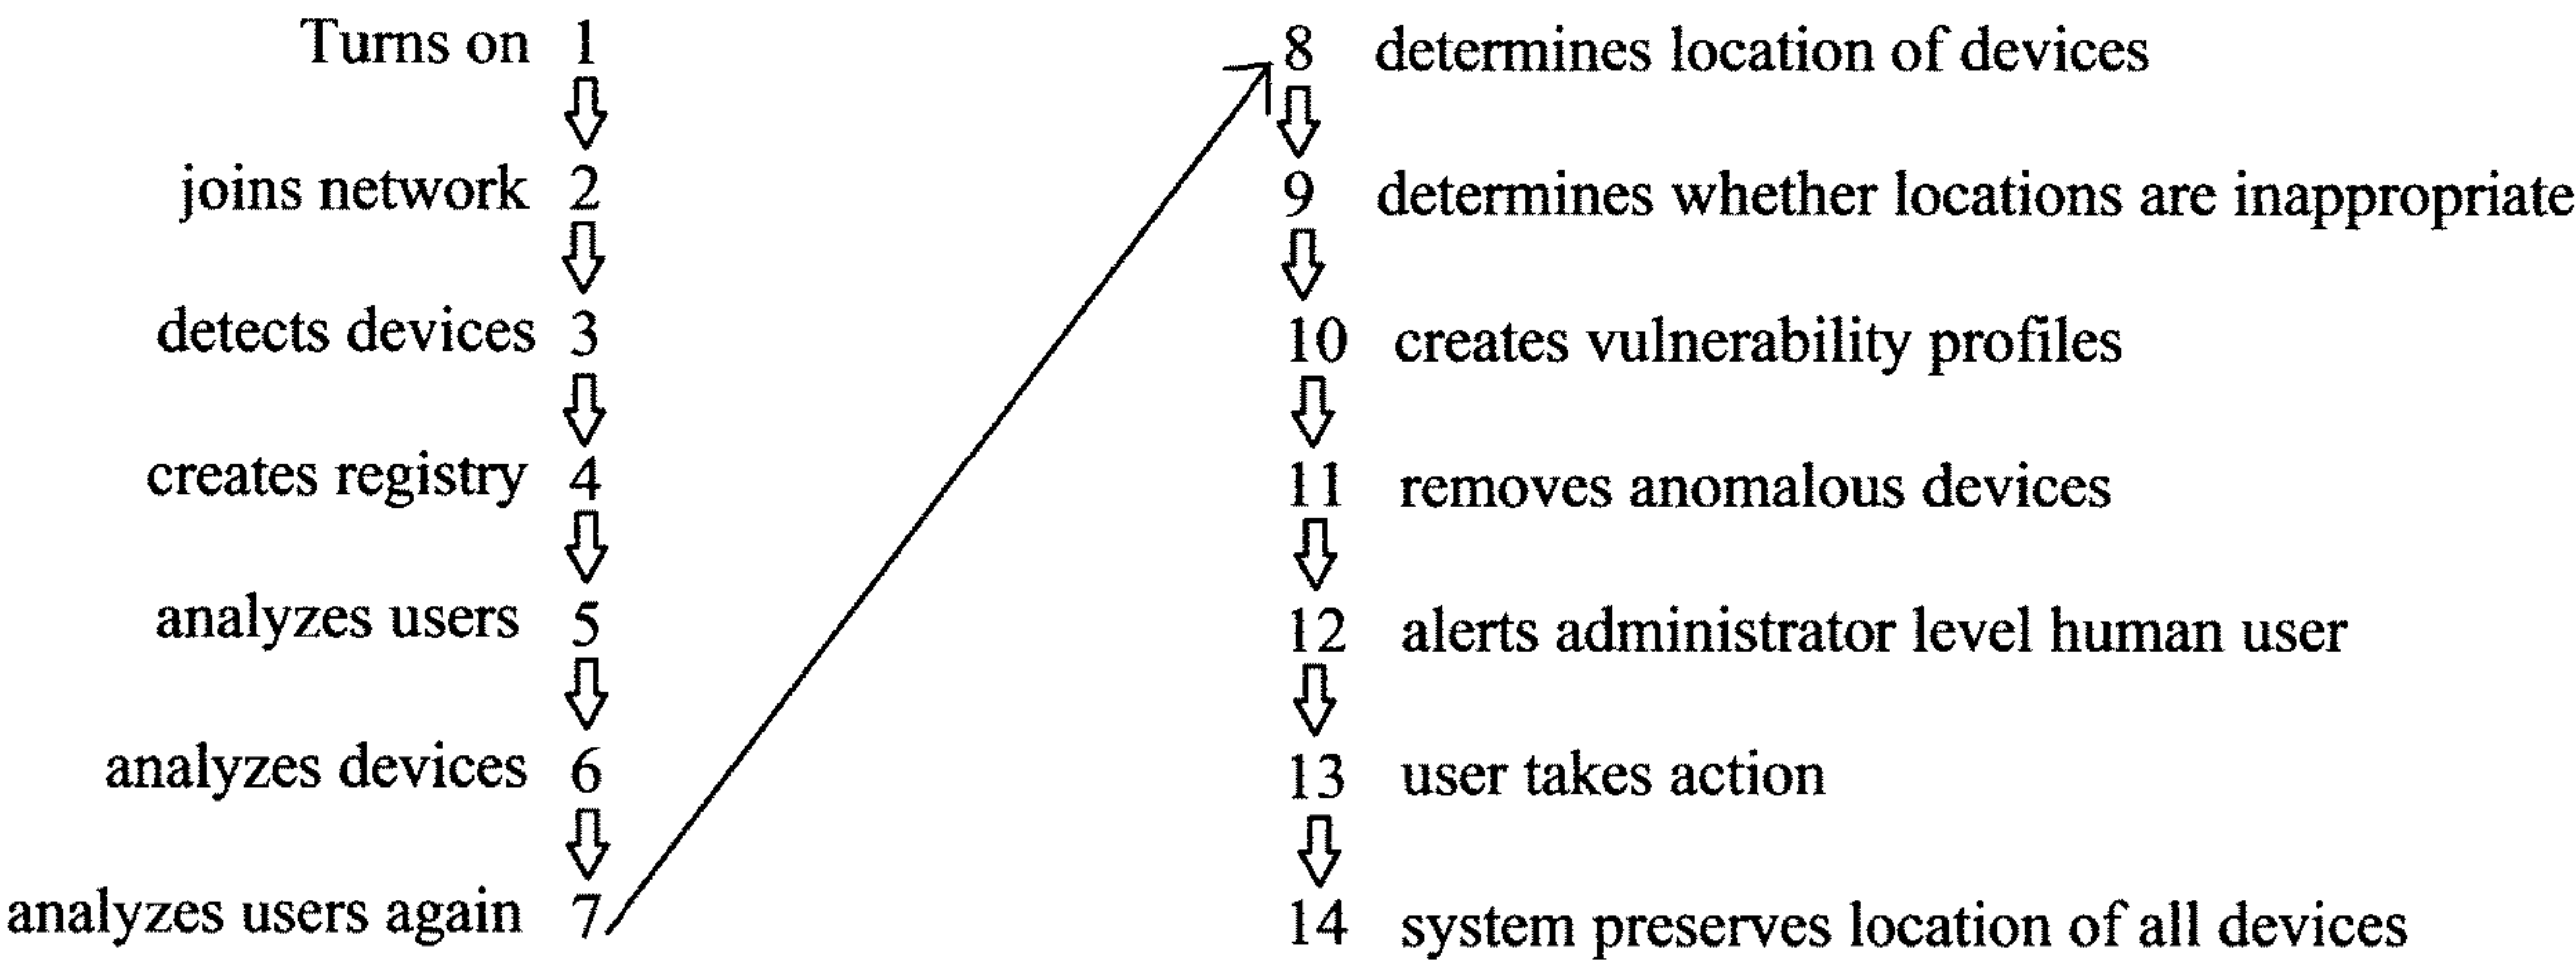 Turns on 1
joins network 2
detects devices 3
creates registry 4
analyzes users 5
analyzes devices 6
analyzes users again 7
8 determines location of devices
9 determines whether locations are inappropriate
10 creates vulnerability profiles
11 removes anomalous devices
12 alerts administrator level human user
13 user takes action
14 system preserves location of all devices